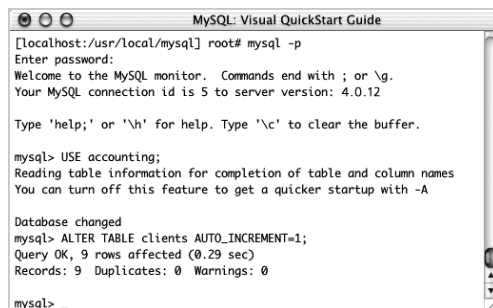 MySQL: Visual QuickStart Guide
[localhost:/usr/local/mysql] root# mysql -p
Enter password:
Welcome to the MySQL monitor.  Commands end with ; or \g.
Your MySQL connection id is 5 to server version: 4.0.12
Type 'help;' or '\h' for help. Type '\c' to clear the buffer.
mysql> USE accounting;
Reading table information for completion of table and column names
You can turn off this feature to get a quicker startup with -A
Database changed
mysql> ALTER TABLE clients AUTO_INCREMENT=1;
Query OK, 9 rows affected (0.29 sec)
Records: 9  Duplicates: 0  Warnings: 0
mysql> _